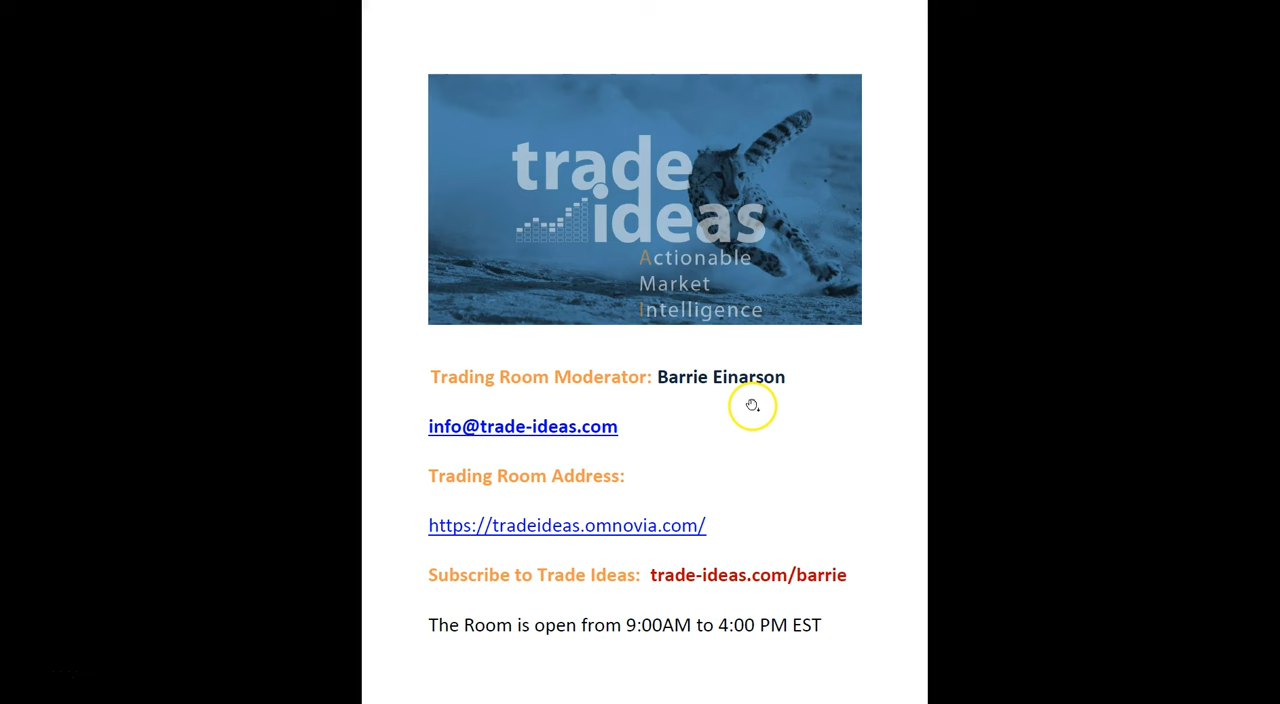 trade
ideas
Actionable
Market
Intelligence
Trading Room Moderator: Barrie Einarson
info@trade-ideas.com
Trading Room Address:
https://tradeideas.omnovia.com/
Subscribe to Trade Ideas: trade-ideas.com/barrie
The Room is open from 9:00AM to 4:00 PM EST